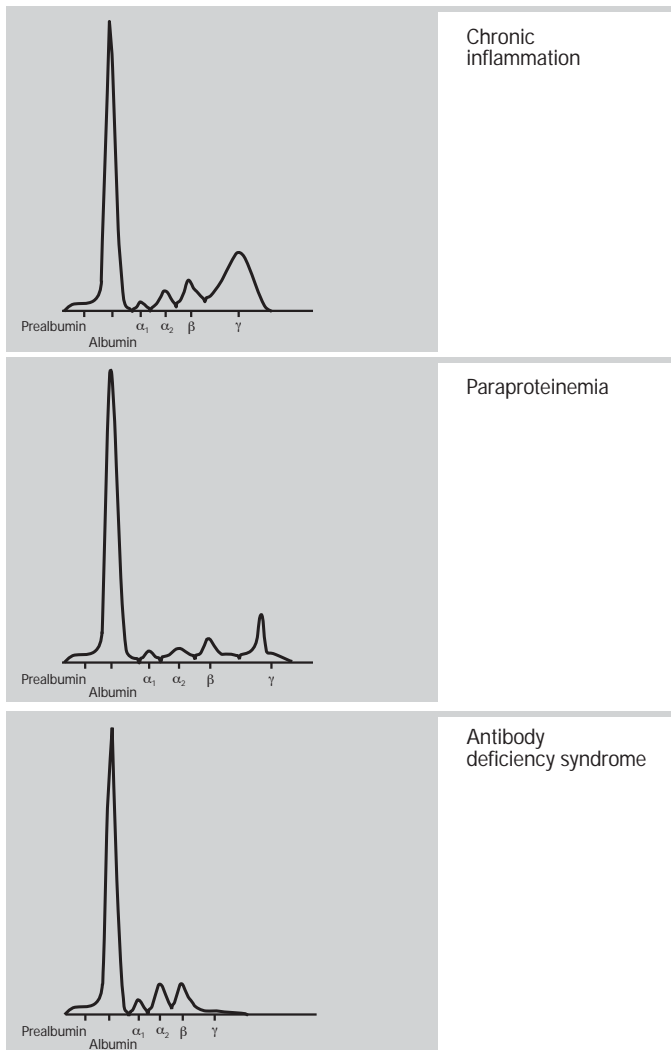 Chronic
inflammation
Prealbumin α₁ α₂ β γ
Albumin
Paraproteinemia
Prealbumin α₁ α₂ β γ
Albumin
Antibody
deficiency syndrome
Prealbumin α₁ α₂ β γ
Albumin